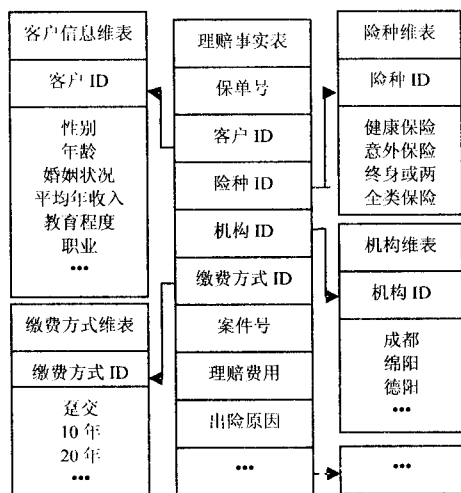 客户信息维表
客户 ID
性别
年龄
婚姻状况
平均年收入
教育程度
职业
•••
缴费方式维表
缴费方式 ID
趸交
10 年
20 年
•••
理赔事实表
保单号
客户 ID
险种 ID
机构 ID
缴费方式 ID
案件号
理赔费用
出险原因
•••
险种维表
险种 ID
健康保险
意外保险
终身或两
全类保险
机构维表
机构 ID
成都
绵阳
德阳
•••
•••